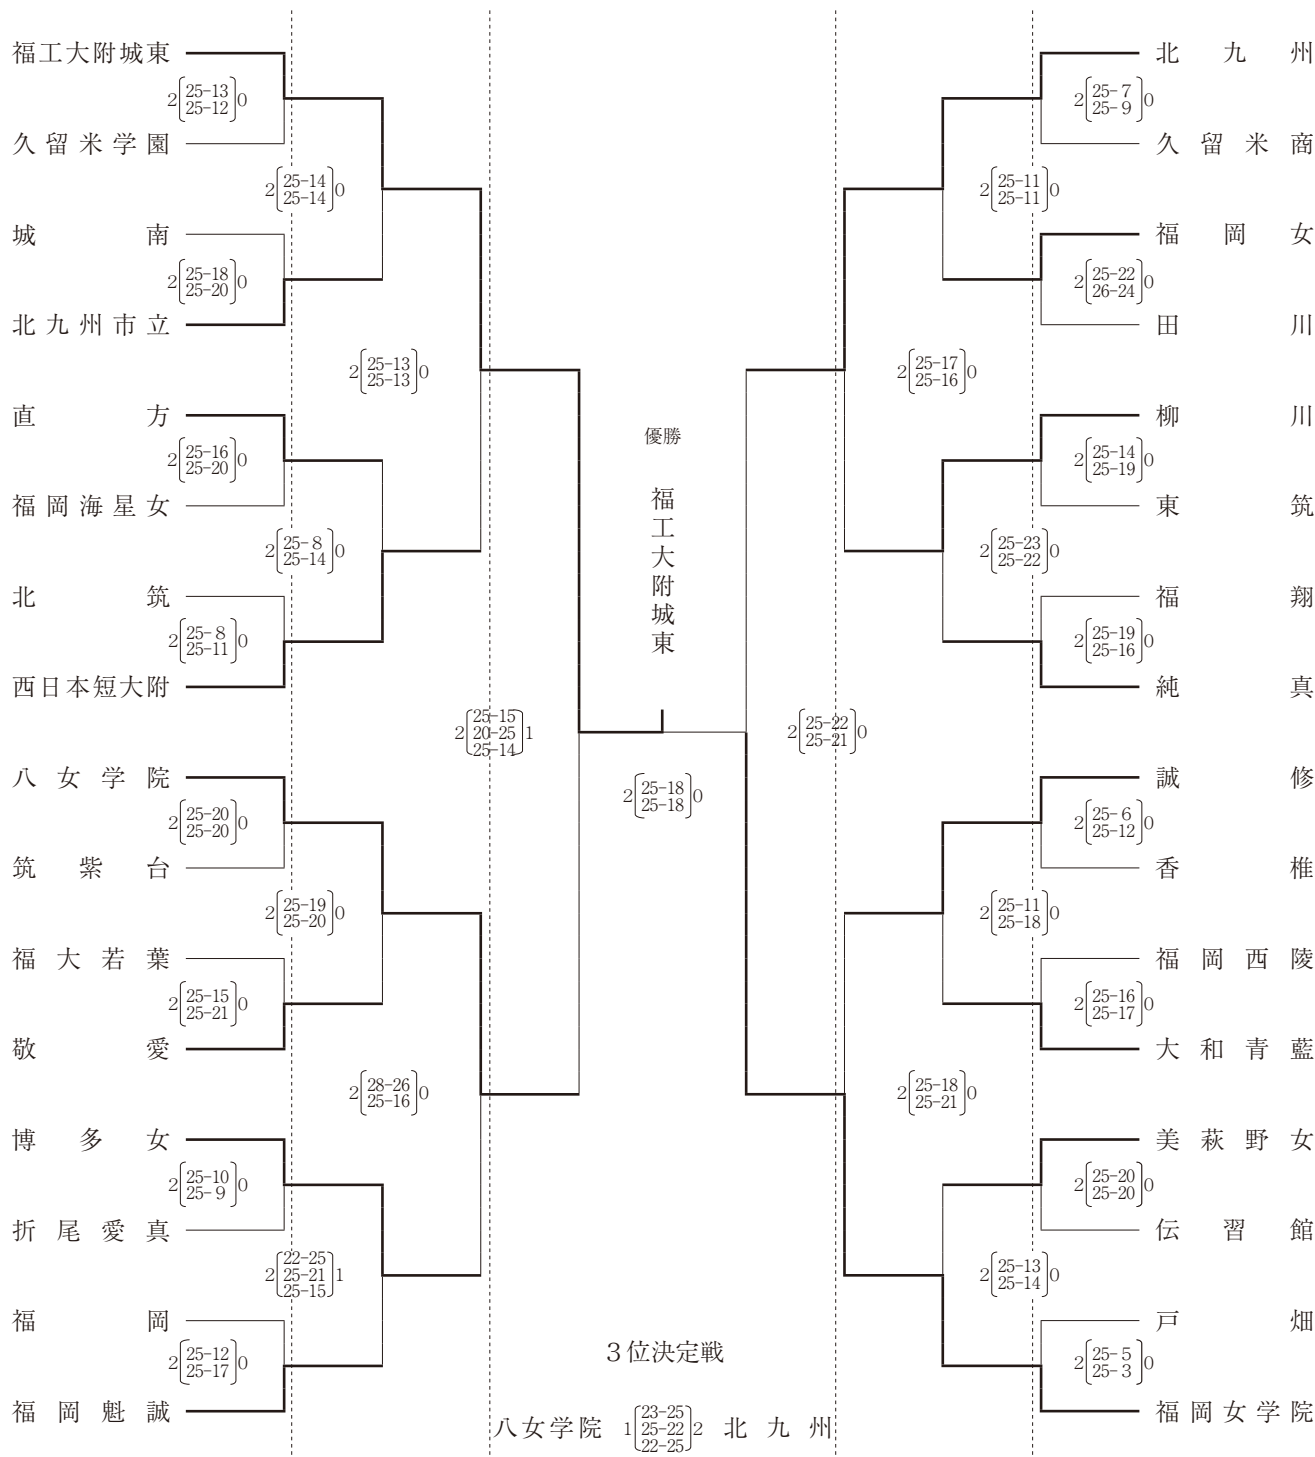 福工大附城東
2 25-13 0
25-12
久留米学園
2 25-14 0
25-14
城南
2 25-18 0
25-20
北九州市立
2 25-13 0
25-13
直方
2 25-16 0
25-20
福岡海星女
2 25-8 0
25-14
北筑
2 25-8 0
25-11
西日本短大附
2 25-15 1
20-25
25-14
八女学院
2 25-20 0
25-20
筑紫台
2 25-19 0
25-20
福大若葉
2 25-15 0
25-21
敬愛
2 28-26 0
25-16
博多女
2 25-10 0
25-9
折尾愛真
2 22-25 1
25-21
25-15
福岡
2 25-12 0
25-17
福岡魁誠
優勝
福工大附城東
2 25-18 0
25-18
3位決定戦
八女学院 1 23-25 2 北九州
25-22
22-25
北九州
2 25-7 0
25-9
久留米商
2 25-11 0
25-11
福岡女
2 25-22 0
26-24
田川
2 25-17 0
25-16
柳川
2 25-14 0
25-19
東筑
2 25-23 0
25-22
福翔
2 25-19 0
25-16
純真
2 25-22 0
25-21
誠修
2 25-6 0
25-12
香椎
2 25-11 0
25-18
福岡西陵
2 25-16 0
25-17
大和青藍
2 25-18 0
25-21
美萩野女
2 25-20 0
25-20
伝習館
2 25-13 0
25-14
戸畑
2 25-5 0
25-3
福岡女学院